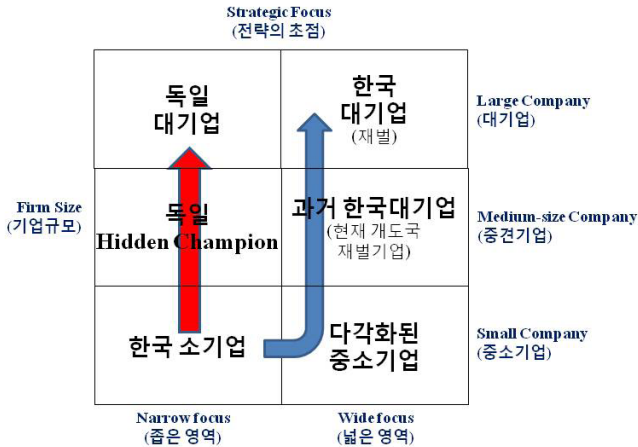 Strategic Focus
(전략의 초점)
독일
대기업
한국
대기업
(재벌)
Large Company
(대기업)
Firm Size
(기업규모)
독일
Hidden Champion
과거 한국대기업
(현재 개도국
재벌기업)
Medium-size Company
(중견기업)
한국 소기업
다각화된
중소기업
Small Company
(중소기업)
Narrow focus
(좁은 영역)
Wide focus
(넓은 영역)